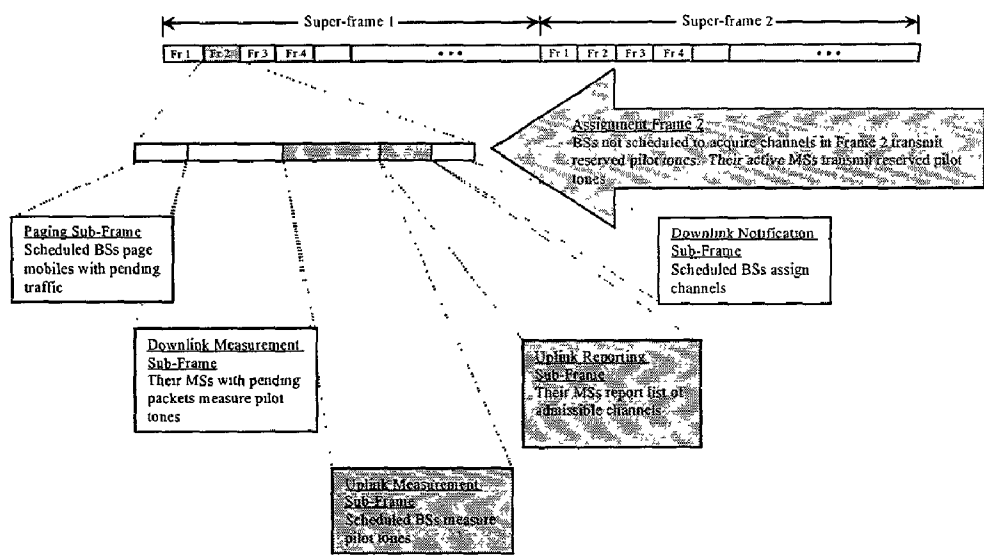 Super-frame 1
Super-frame 2
Fr 1 Fr 2 Fr 3 Fr 4 • • • Fr 1 Fr 2 Fr 3 Fr 4 • • •
Assignment Frame 2
BSs not scheduled to acquire channels in Frame 2 transmit
reserved pilot tones. Their active MSs transmit reserved pilot
tones
Paging Sub-Frame
Scheduled BSs page
mobiles with pending
traffic
Downlink Notification
Sub-Frame
Scheduled BSs assign
channels
Downlink Measurement
Sub-Frame
Their MSs with pending
packets measure pilot
tones
Uplink Reporting
Sub-Frame
Their MSs report list of
admissible channels
Uplink Measurement
Sub-Frame
Scheduled BSs measure
pilot tones